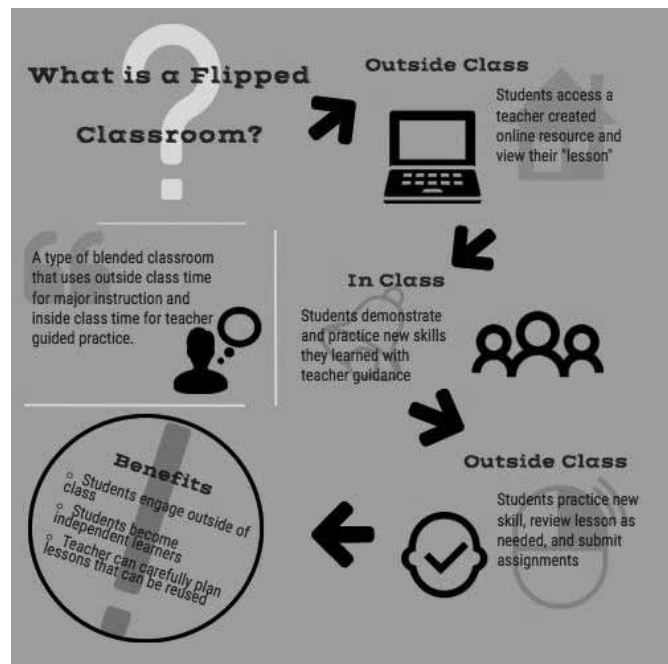 What is a Flipped
Classroom?
Outside Class
Students access a
teacher created
online resource and
view their "lesson"
A type of blended classroom
that uses outside class time
for major instruction and
inside class time for teacher
guided practice.
In Class
Students demonstrate
and practice new skills
they learned with
teacher guidance
Outside Class
Students practice new
skill, review lesson as
needed, and submit
assignments
Benefits
○ Students engage outside of
class
○ Students become
independent learners
○ Teacher can carefully plan
lessons that can be reused